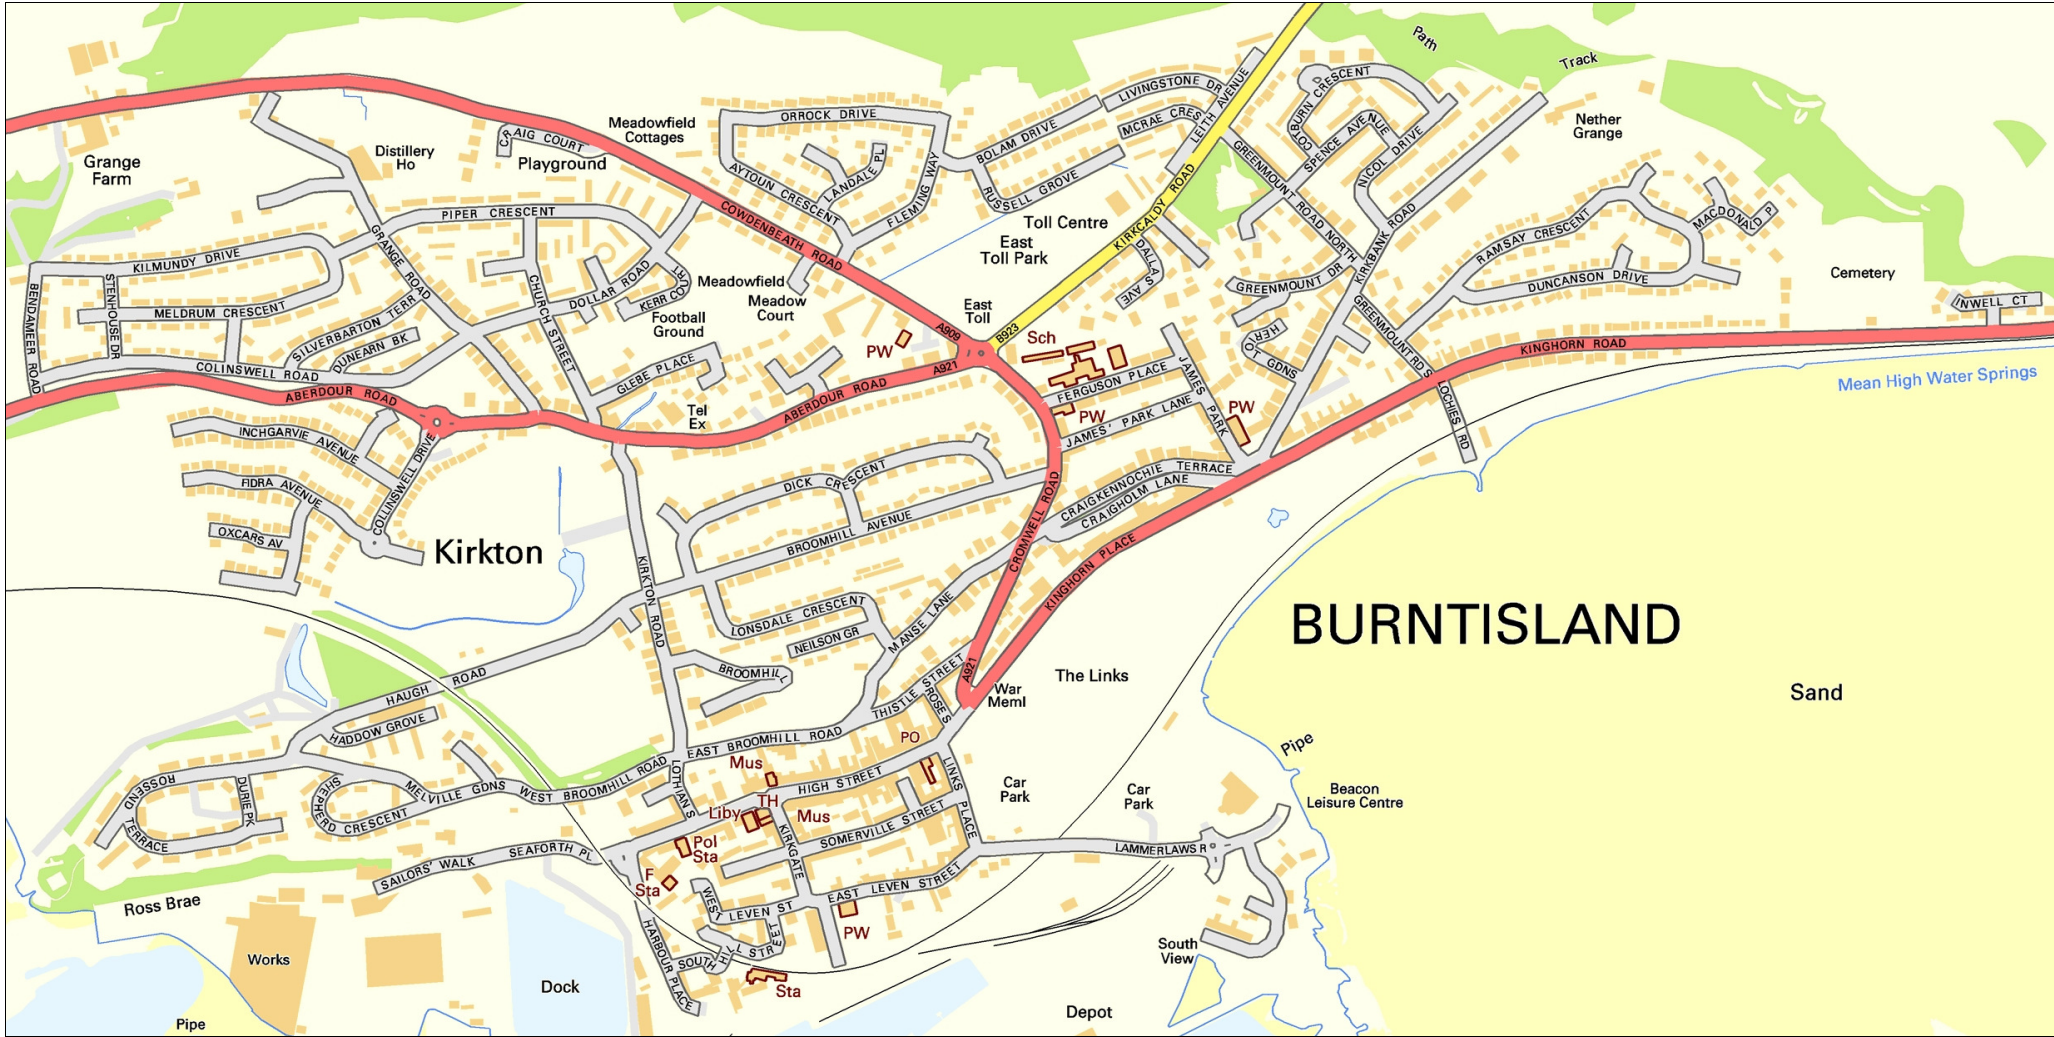 Path
Track
Nether
Grange
Grange
Farm
Distillery
Ho
CRAIG COURT
Playground
Meadowfield
Cottages
ORROCK DRIVE
LANDALE PL
AYTOUN CRESCENT
FLEMING WAY
BOLAM DRIVE
RUSSELL GROVE
LIVINGSTONE DR
MCRAE CRES
LEITH AVENUE
COLBURN CRESCENT
SPENCE AVENUE
NICOL DRIVE
GREENMOUNT ROAD NORTH
KIRKBANK ROAD
GREENMOUNT DR
RAMSAY CRESCENT
MACDONALD P
DUNCANSON DRIVE
Cemetery
INWELL CT
PIPER CRESCENT
GRANGE ROAD
COWDENBEATH ROAD
Toll Centre
East
Toll Park
KIRKCALDY ROAD
DALLAS AVE
KILMUNDY DRIVE
BENDAMEER ROAD
STENHOUSE DR
MELDRUM CRESCENT
SILVERBARTON TERR
DUNEARN BK
COLINSWELL ROAD
CHURCH STREET
DOLLAR ROAD
KERR COURT
Meadowfield
Meadow
Court
Football
Ground
East
Toll
A909
B923
A921
PW
Sch
HEROT GDNS
GREENMOUNT RD S
LOCHIES RD
KINGHORN ROAD
Mean High Water Springs
ABERDOUR ROAD
GLEBE PLACE
Tel
Ex
ABERDOUR ROAD
FERGUSON PLACE
PW
JAMES' PARK LANE
JAMES PARK
PW
INCHGARVIE AVENUE
COLLINSWELL DRIVE
FIDRA AVENUE
OXCARS AV
Kirkton
KIRKTON ROAD
DICK CRESCENT
BROOMHILL AVENUE
CROMWELL ROAD
CRAIGKENNOCHIE TERRACE
CRAIGHOLM LANE
KINGHORN PLACE
BURNTISLAND
LONSDALE CRESCENT
NEILSON GR
MANSE LANE
BROOMHILL
HAUGH ROAD
HADDOW GROVE
THISTLE STREET
ROSE S
A921
War
Meml
The Links
Sand
PO
EAST BROOMHILL ROAD
Mus
HIGH STREET
LINKS PLACE
Pipe
Car
Park
Car
Park
Beacon
Leisure Centre
ROSSEND TERRACE
DURIE PK
SHEPHERD CRESCENT
MELVILLE GDNS
WEST BROOMHILL ROAD
LOTHIAN S
Liby
TH
Mus
KIRKGATE
SOMERVILLE STREET
LAMMERLAWS R
SAILORS' WALK
SEAFORTH PL
Pol
Sta
F
Sta
WEST LEVEN ST
EAST LEVEN STREET
PW
Ross Brae
HARBOUR PLACE
SOUTH HILL STREET
Sta
Works
Dock
South
View
Depot
Pipe